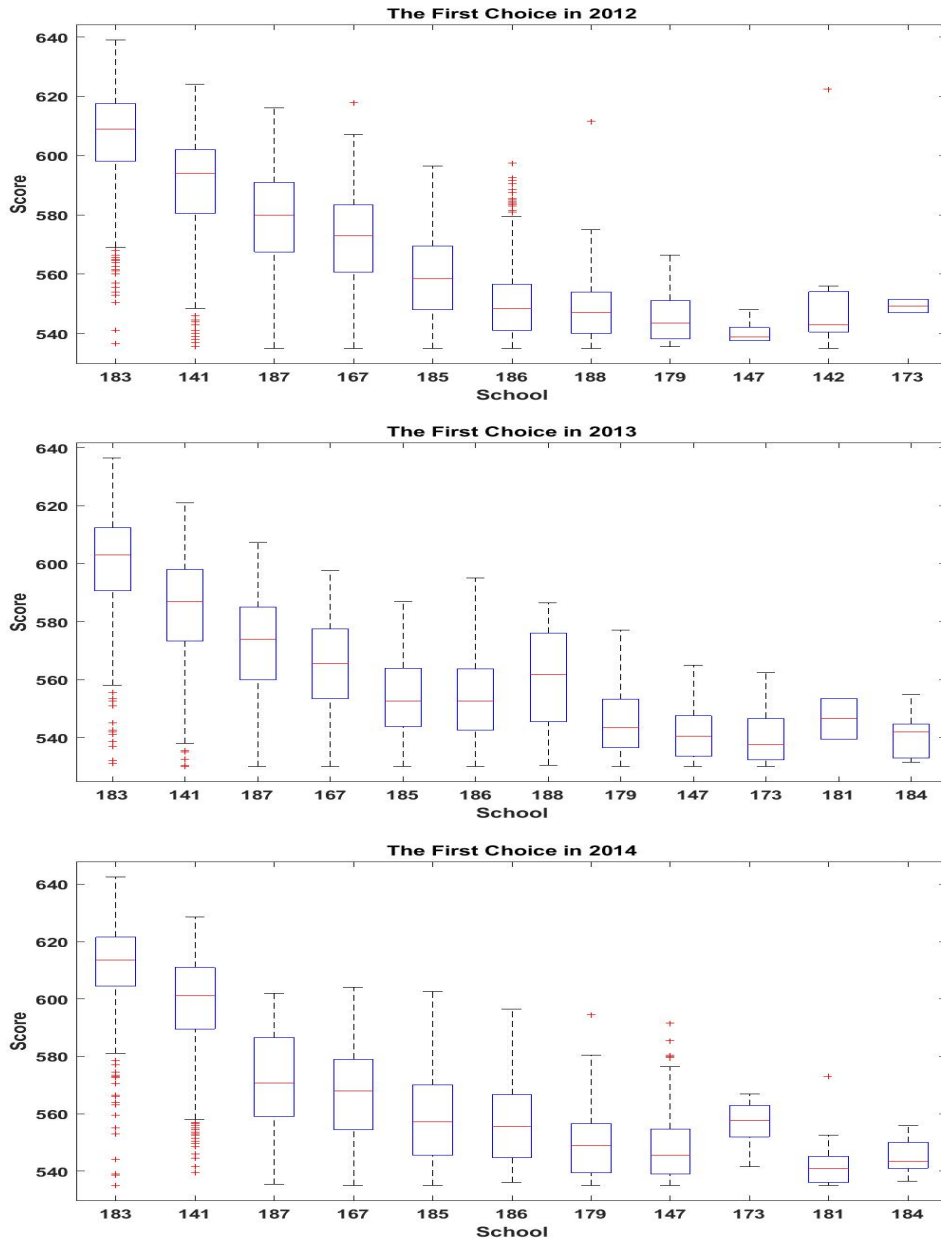 The First Choice in 2012
640
620
600
580
560
540
Score
183 141 187 167 185 186 188 179 147 142 173
School
The First Choice in 2013
640
620
600
580
560
540
Score
183 141 187 167 185 186 188 179 147 173 181 184
School
The First Choice in 2014
640
620
600
580
560
540
Score
183 141 187 167 185 186 179 147 173 181 184
School